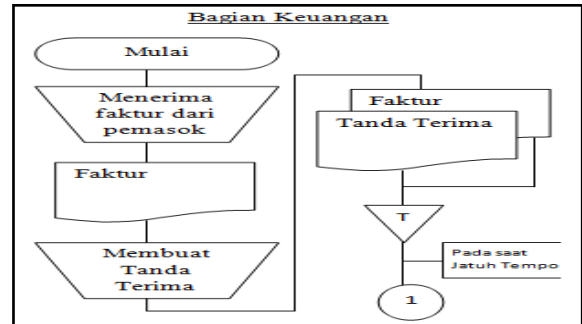 Bagian Keuangan
Mulai
Menerima
faktur dari
pemasok
Faktur
Membuat
Tanda
Terima
Faktur
Tanda Terima
T
Pada saat
Jatuh Tempo
1